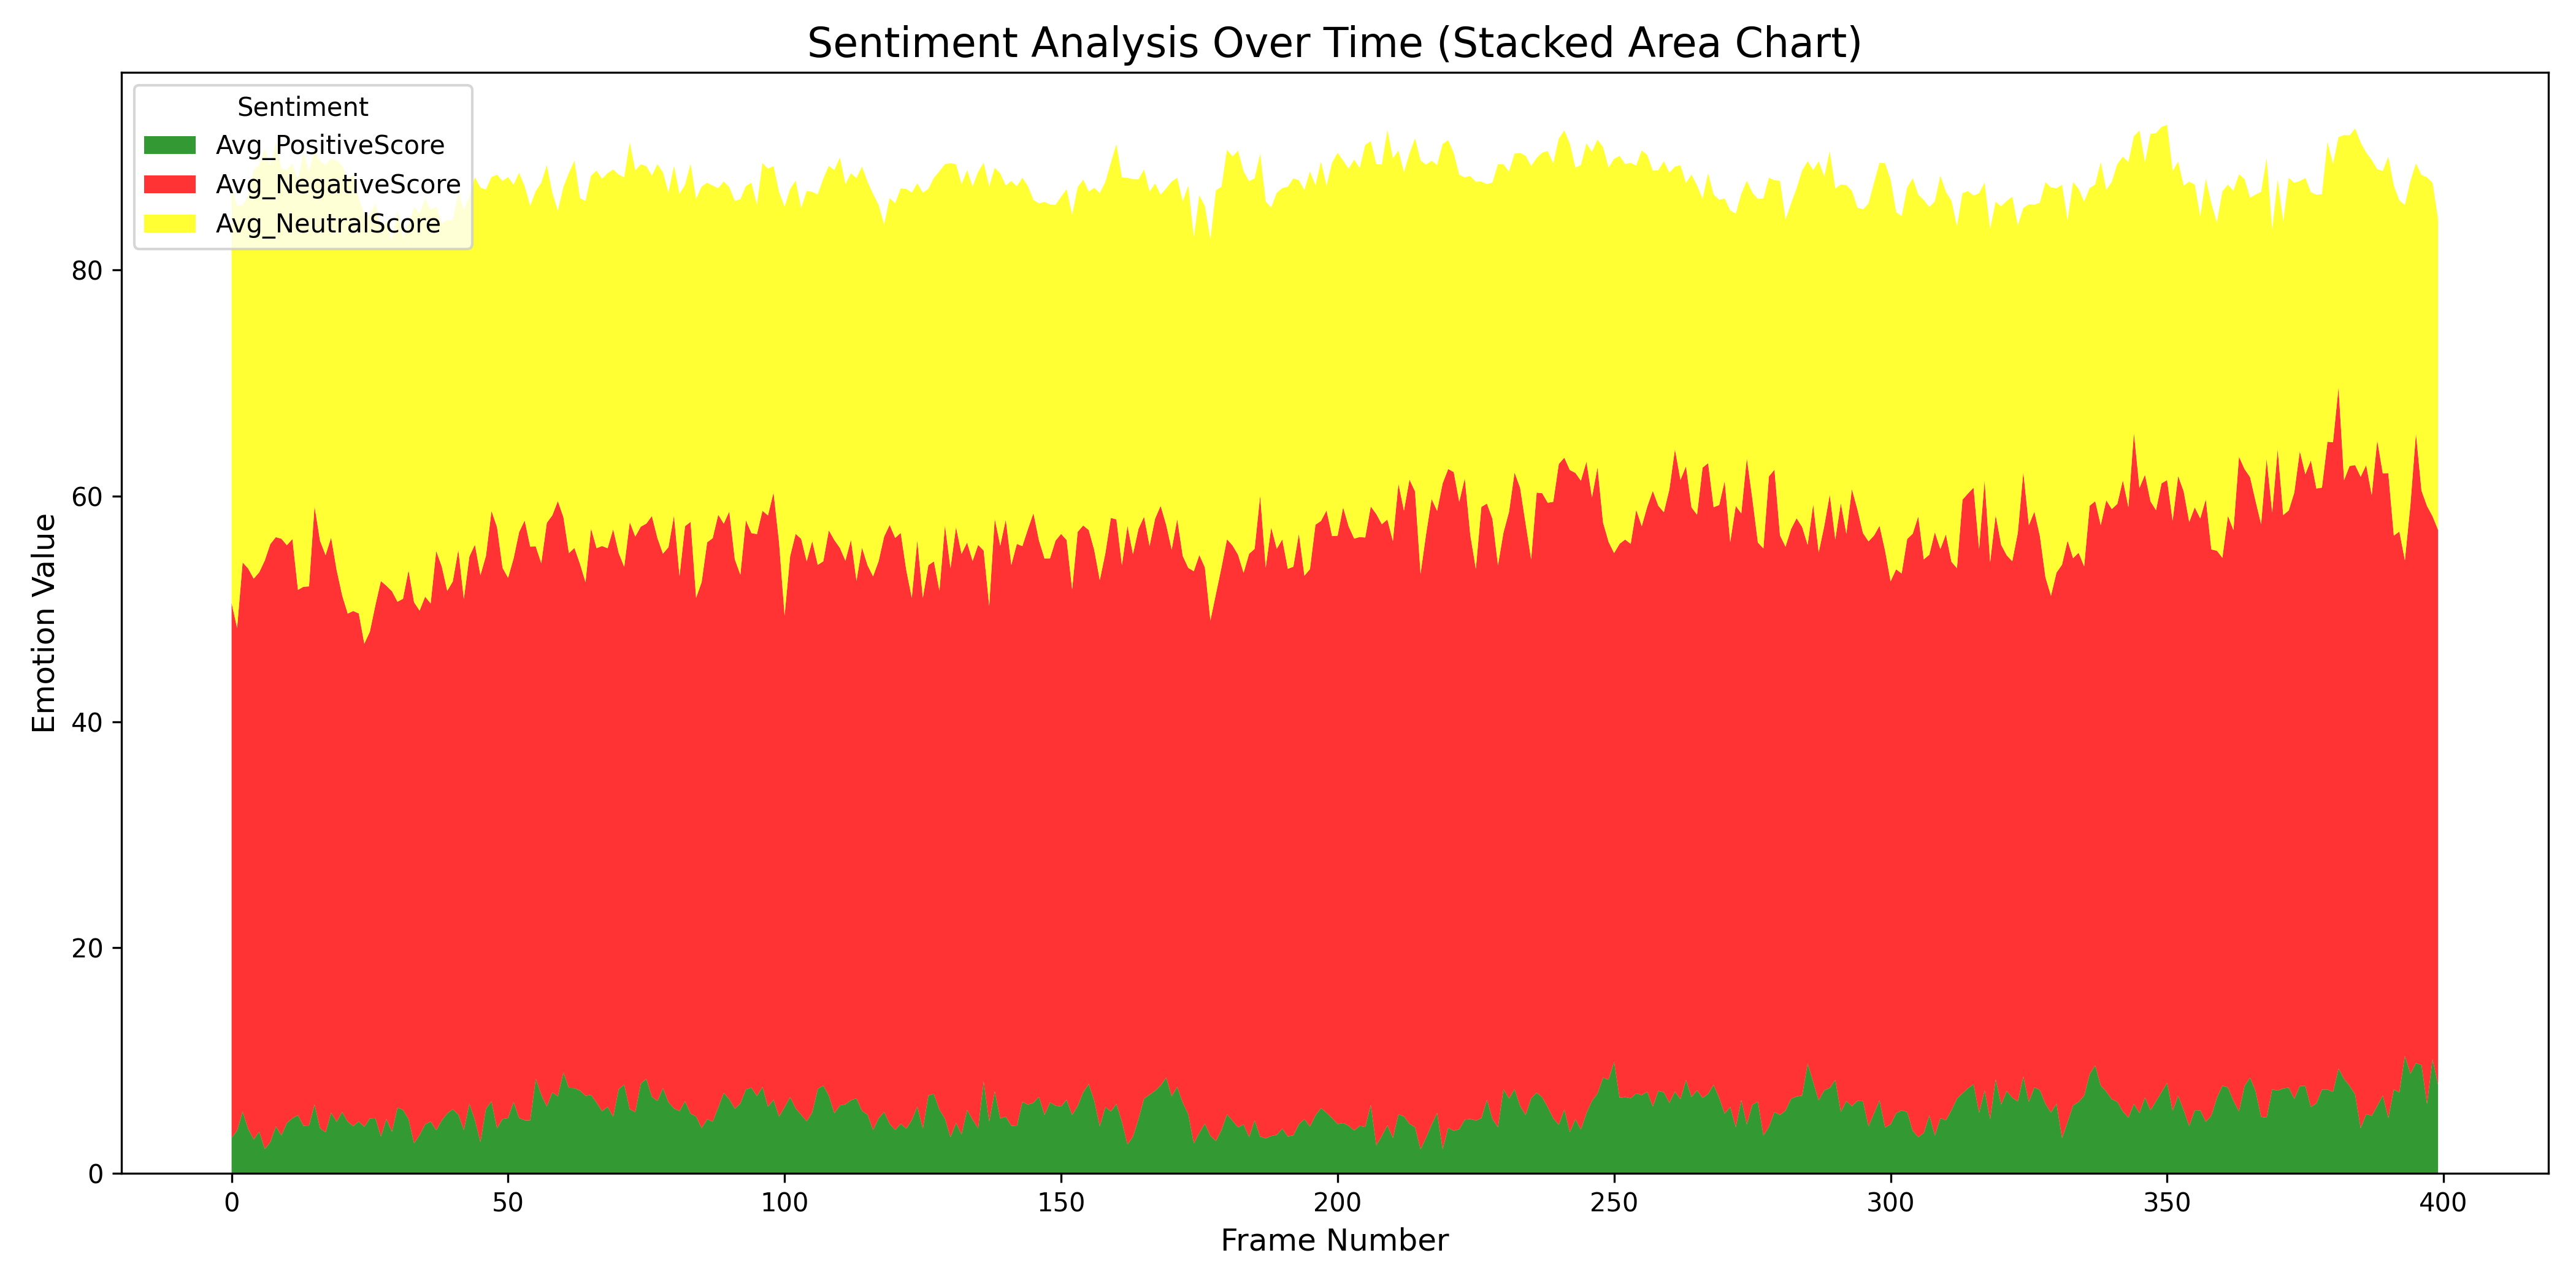 Sentiment Analysis Over Time (Stacked Area Chart)
Sentiment
Avg_PositiveScore
Avg_NegativeScore
Avg_NeutralScore
Emotion Value
80
60
40
20
0
0 50 100 150 200 250 300 350 400
Frame Number